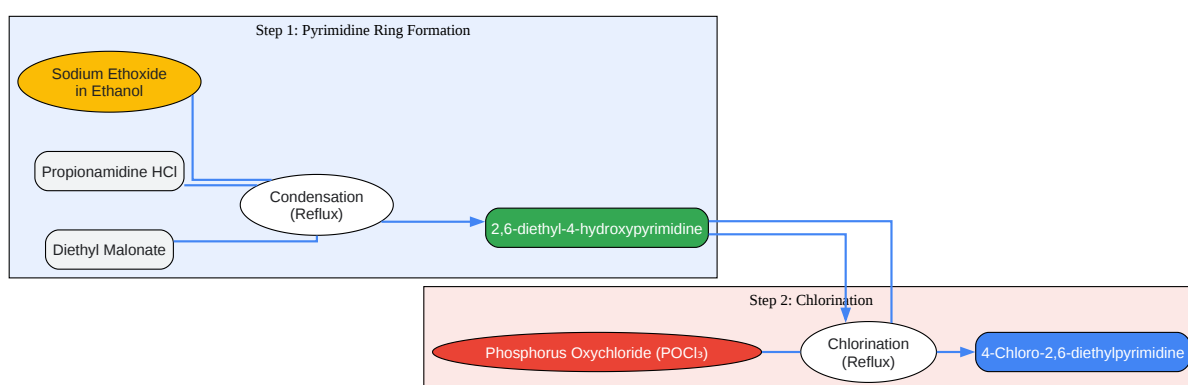 Step 1: Pyrimidine Ring Formation
Sodium Ethoxide
in Ethanol
Propionamidine HCl
Condensation
(Reflux)
2,6-diethyl-4-hydroxypyrimidine
Diethyl Malonate
Step 2: Chlorination
Phosphorus Oxychloride (POCl₃)
Chlorination
(Reflux)
4-Chloro-2,6-diethylpyrimidine